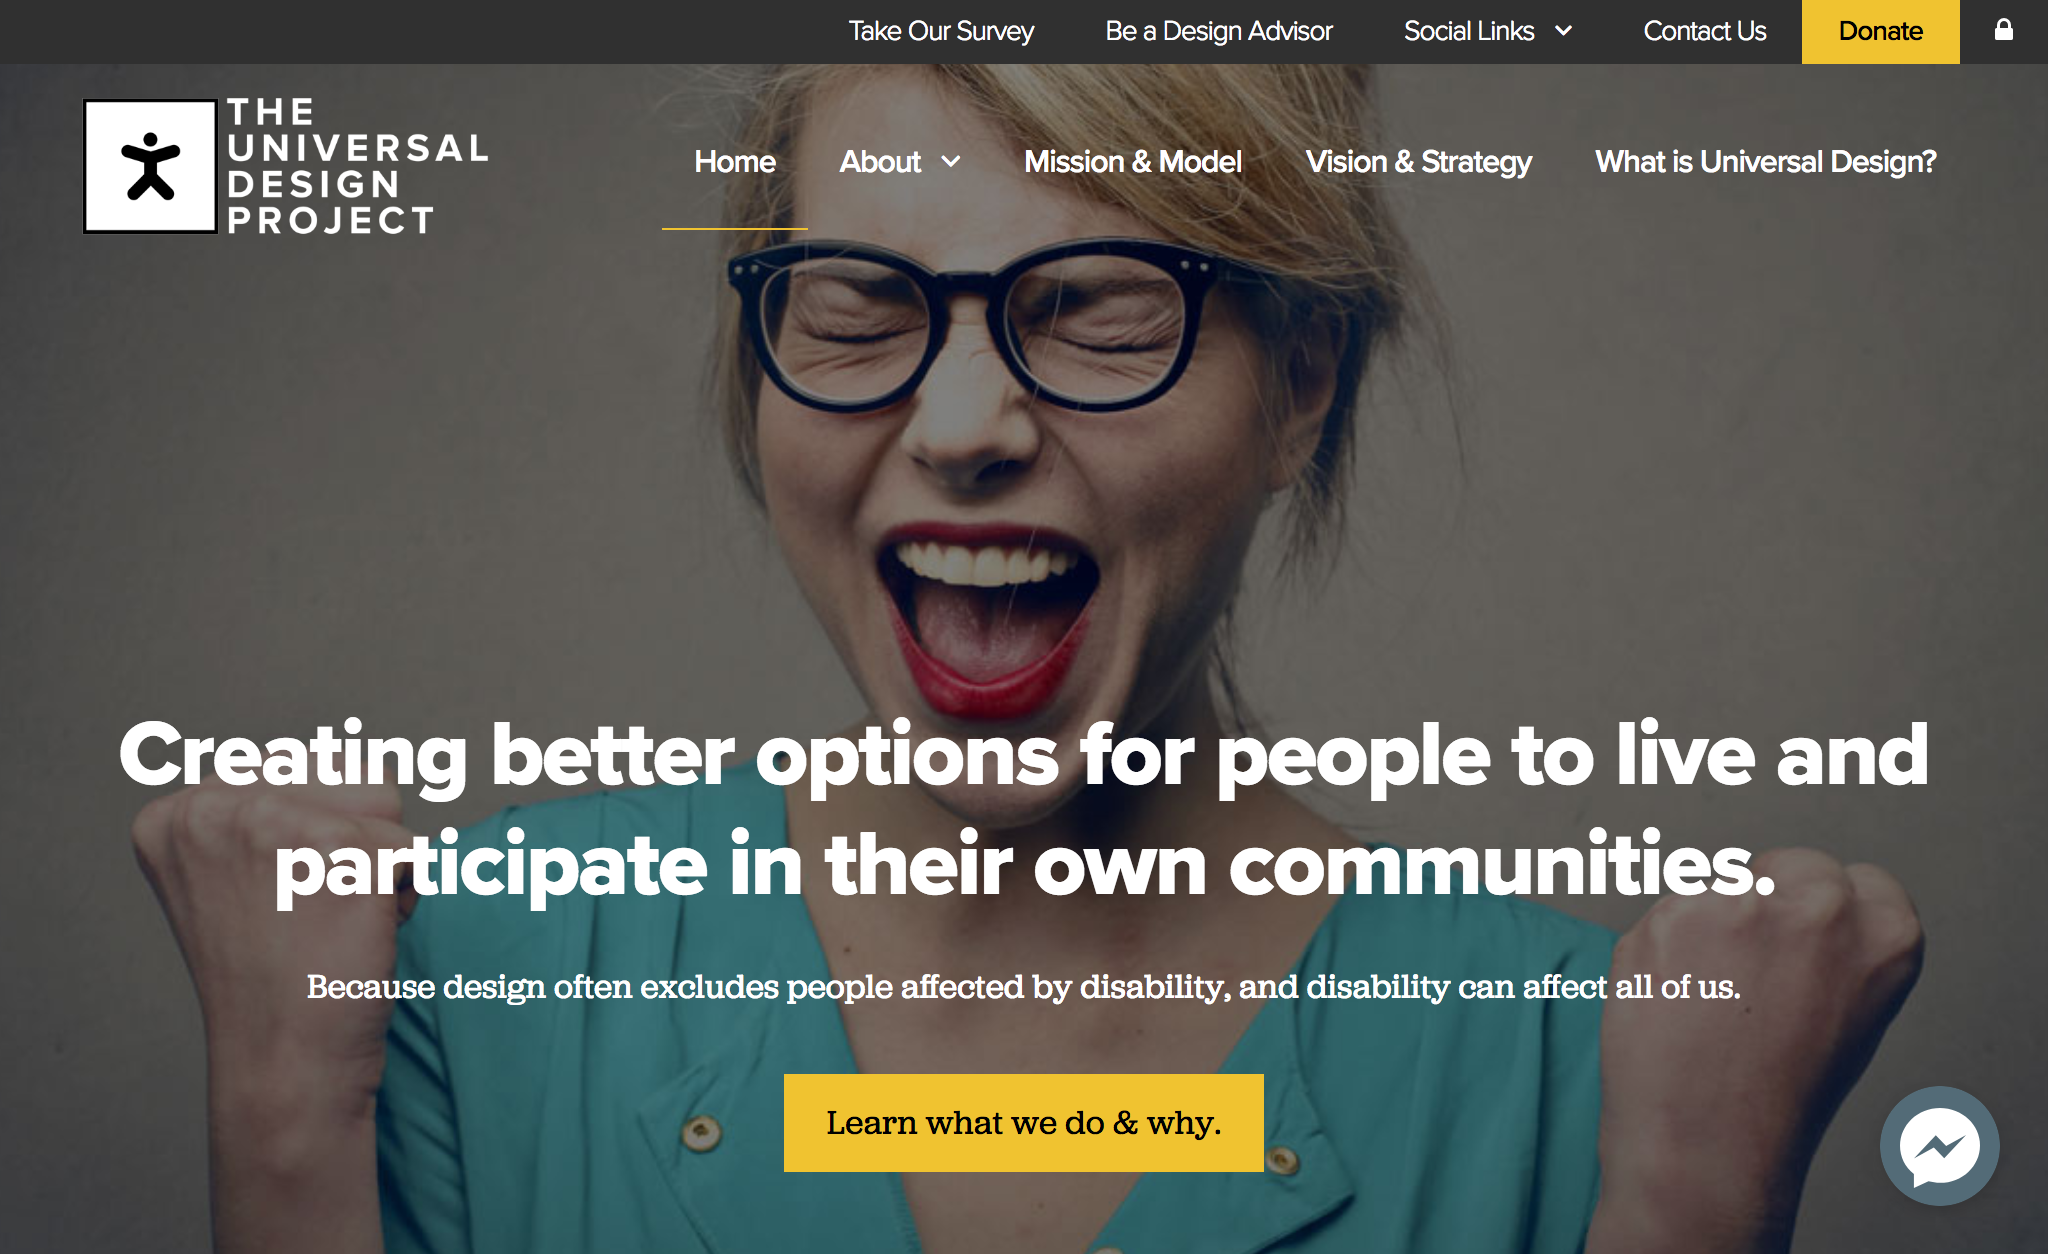 Take Our Survey
Be a Design Advisor
Social Links
Contact Us
Donate
THE
UNIVERSAL
DESIGN
PROJECT
Home
About
Mission & Model
Vision & Strategy
What is Universal Design?
Creating better options for people to live and
participate in their own communities.
Because design often excludes people affected by disability, and disability can affect all of us.
Learn what we do & why.